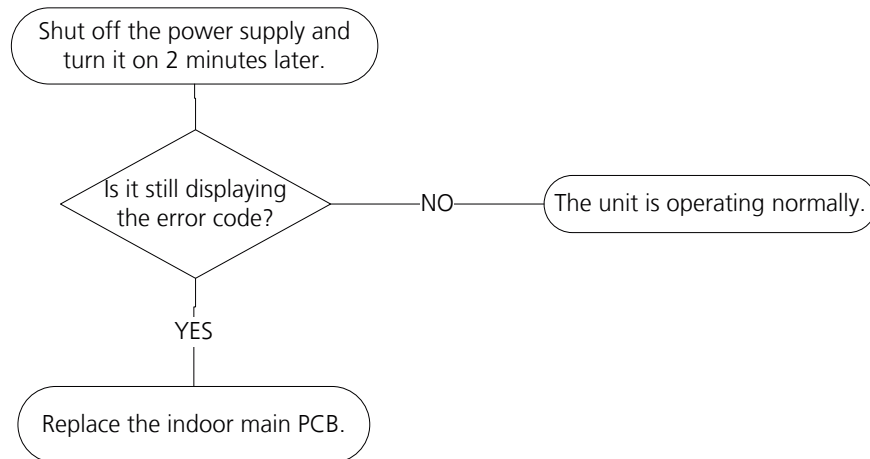 Shut off the power supply and
turn it on 2 minutes later.
Is it still displaying
the error code?
NO
The unit is operating normally.
YES
Replace the indoor main PCB.